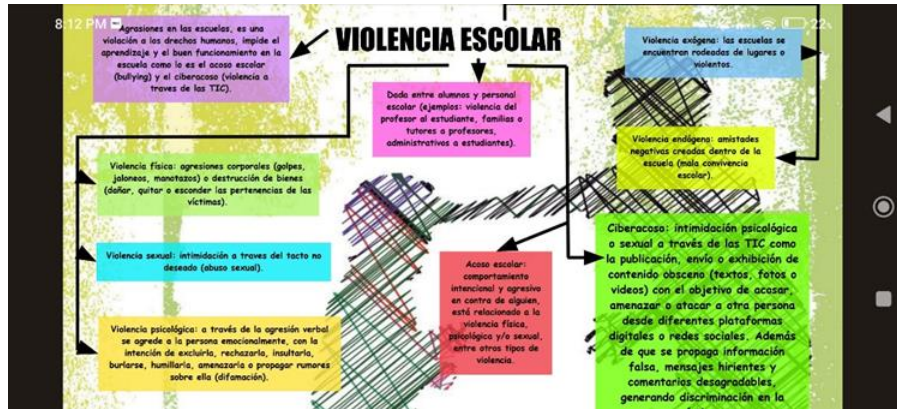 8:12 PM
22%
Agrasiones en las escuelas, es una
violación a los drechos humanos, impide el
aprendizaje y el buen funcionamiento en la
escuela como lo es el acoso escolar
(bullying) y el ciberacoso (violencia a
traves de las TIC).
VIOLENCIA ESCOLAR
Violencia exógena: las escuelas se
encuentran rodeadas de lugares o
violentos.
Dada entre alumnos y personal
escolar (ejemplos: violencia del
profesor al estudiante, familias o
tutores a profesores,
administrativos a estudiantes).
Violencia endógena: amistades
negativas creadas dentro de la
escuela (mala convivencia
escolar).
Violencia física: agresiones corporales (golpes,
jaloneos, manotazos) o destrucción de bienes
(dañar, quitar o esconder las pertenencias de las
víctimas).
Violencia sexual: intimidación a traves del tacto no
deseado (abuso sexual).
Violencia psicológica: a través de la agresión verbal
se agrede a la persona emocionalmente, con la
intención de excluirla, rechazarla, insultarla,
burlarse, humillarla, amenazarla o propagar rumores
sobre ella (difamación).
Acoso escolar:
comportamiento
intencional y agresivo
en contra de alguien,
está relacionado a la
violencia física,
psicológica y/o sexual,
entre otros tipos de
violencia.
Ciberacoso: intimidación psicológica
o sexual a través de las TIC como
la publicación, envío o exhibición de
contenido obsceno (textos, fotos o
videos) con el objetivo de acosar,
amenazar o atacar a otra persona
desde diferentes plataformas
digitales o redes sociales. Además
de que se propaga información
falsa, mensajes hirientes y
comentarios desagradables,
generando discriminación en la